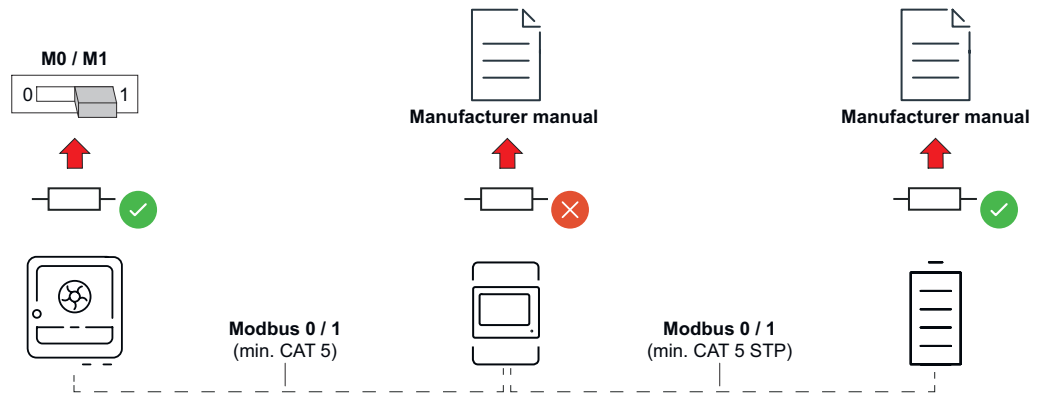 M0 / M1
0 1
Manufacturer manual
Manufacturer manual
Modbus 0 / 1
(min. CAT 5)
Modbus 0 / 1
(min. CAT 5 STP)